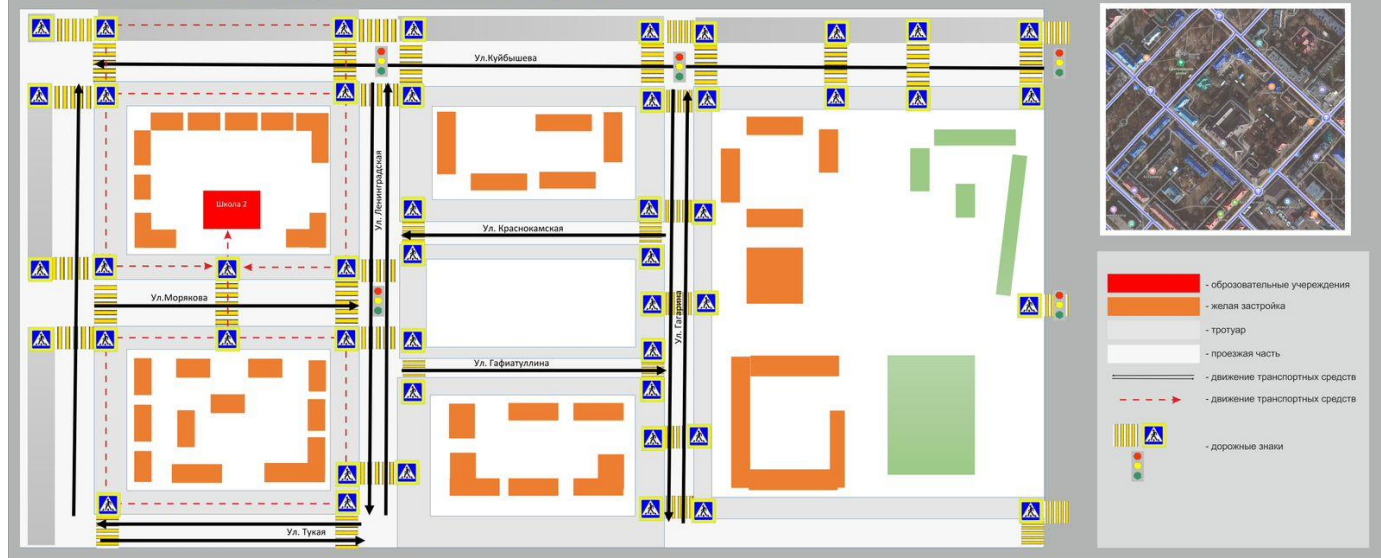 Ул.Куйбышева
Школа 2
Ул. Ленинградская
Ул. Краснокамская
Ул.Морякова
Ул. Гагарина
Ул. Гафиатуллина
Ул. Тукая
- оброзовательные учереждения
- желая застройка
- тротуар
- проезжая часть
- движение транспортных средств
- движение транспортных средств
- дорожные знаки